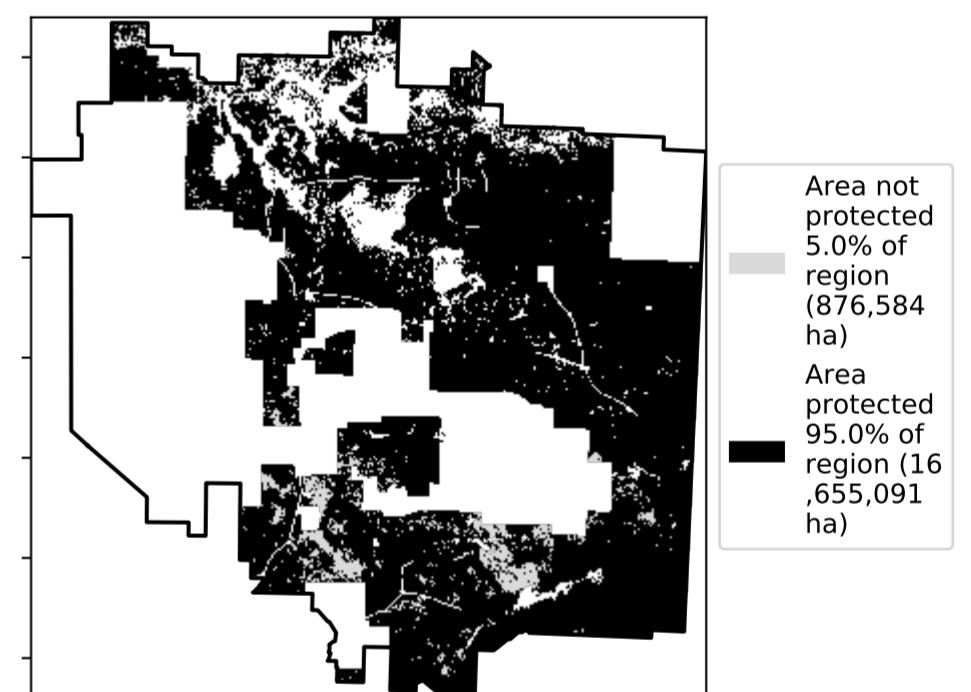 Area not
protected
5.0% of
region
(876,584
ha)
Area
protected
95.0% of
region (16
,655,091
ha)